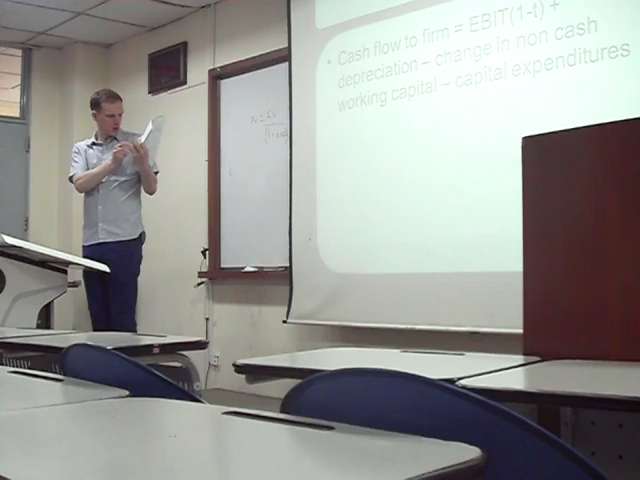 • Cash flow to firm = EBIT(1-t) +
depreciation – change in non cash
working capital – capital expenditures